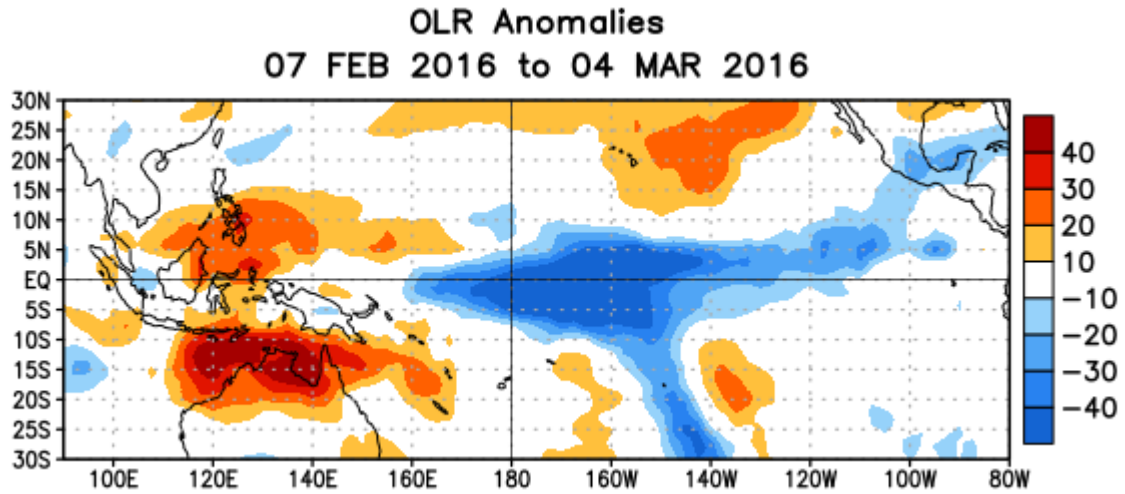 OLR Anomalies
07 FEB 2016 to 04 MAR 2016
30N
25N
20N
15N
10N
5N
EQ
5S
10S
15S
20S
25S
30S
100E 120E 140E 160E 180 160W 140W 120W 100W 80W
40
30
20
10
-10
-20
-30
-40